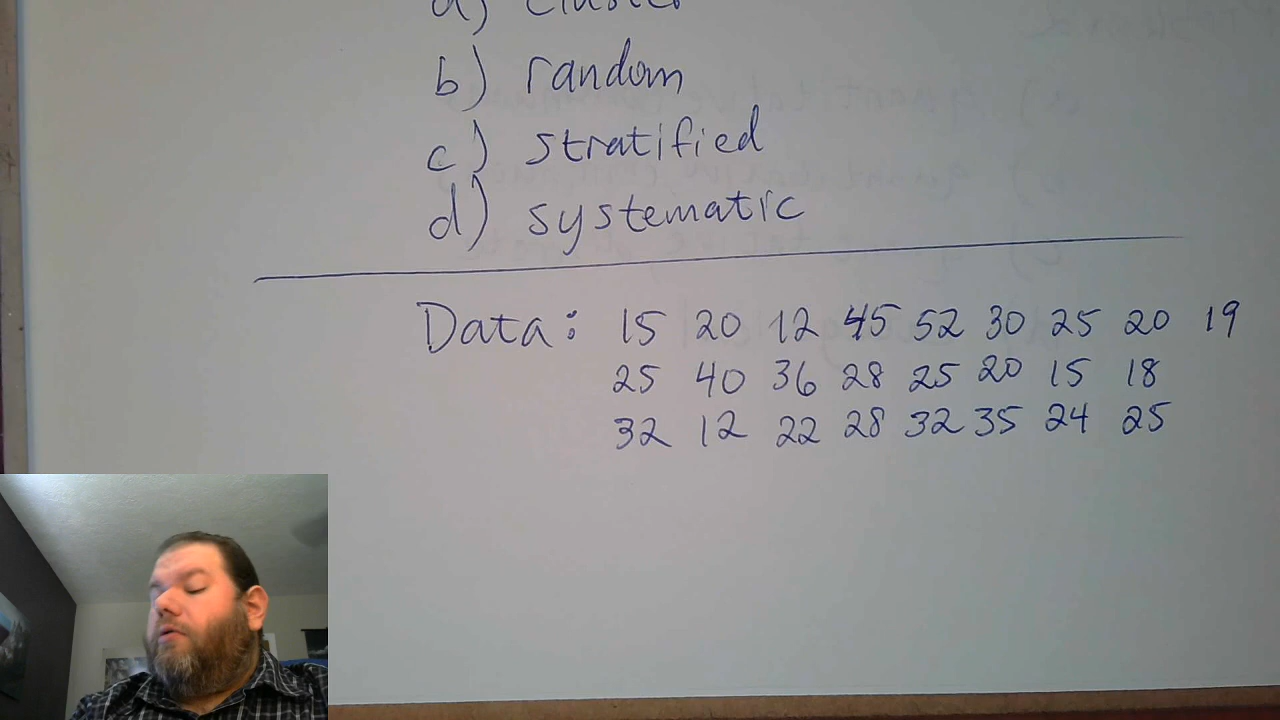 a) cluster
b) random
c) stratified
d) systematic
Data: 15 20 12 45 52 30 25 20 19
25 40 36 28 25 20 15 18
32 12 22 28 32 35 24 25